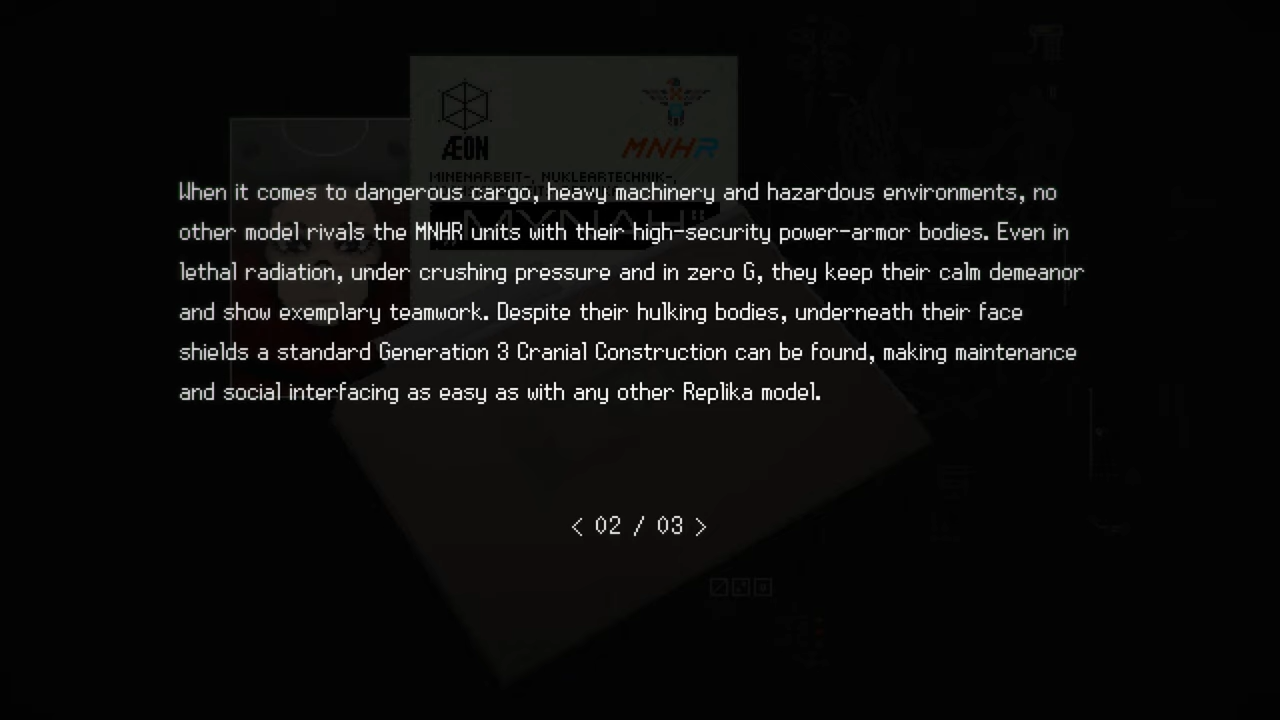 ÆON
MNHR
MINENARBEIT-, NUKLEARTECHNIK-,
"MYNAH"
When it comes to dangerous cargo, heavy machinery and hazardous environments, no
other model rivals the MNHR units with their high-security power-armor bodies. Even in
lethal radiation, under crushing pressure and in zero G, they keep their calm demeanor
and show exemplary teamwork. Despite their hulking bodies, underneath their face
shields a standard Generation 3 Cranial Construction can be found, making maintenance
and social interfacing as easy as with any other Replika model.
< 02 / 03 >